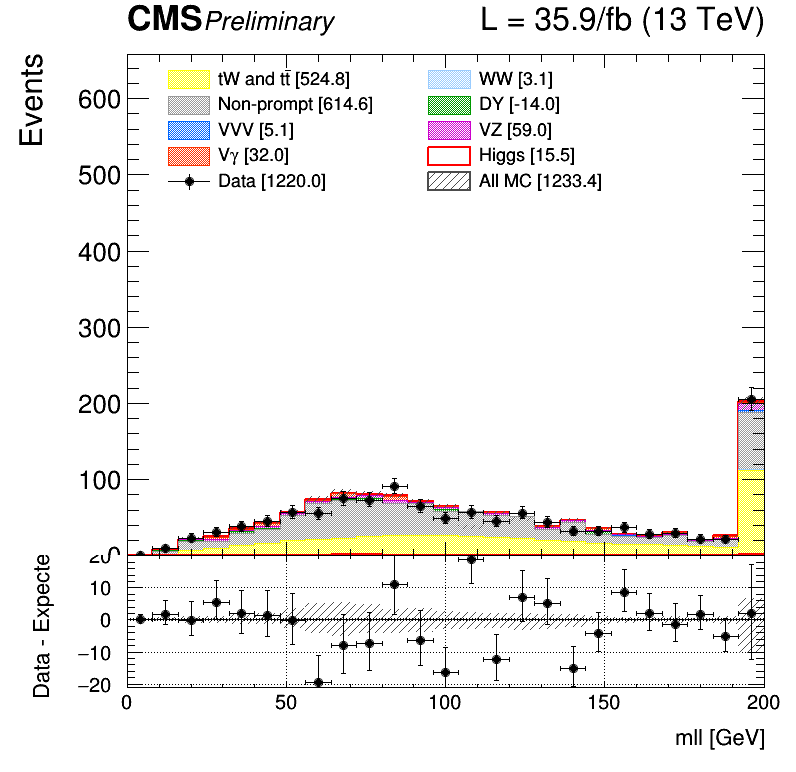 CMS Preliminary L = 35.9/fb (13 TeV)
Events
tW and tt̄ [524.8] WW [3.1]
Non-prompt [614.6] DY [-14.0]
VVV [5.1] VZ [59.0]
Vγ [32.0] Higgs [15.5]
Data [1220.0] All MC [1233.4]
600
500
400
300
200
100
Data - Expecte
20
10
0
−10
−20
0 50 100 150 200
mll [GeV]